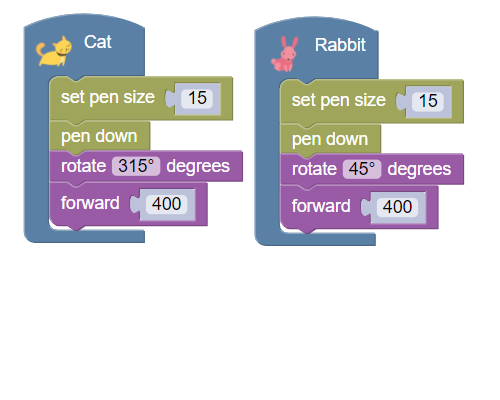 Cat
set pen size 15
pen down
rotate 315° degrees
forward 400
Rabbit
set pen size 15
pen down
rotate 45° degrees
forward 400